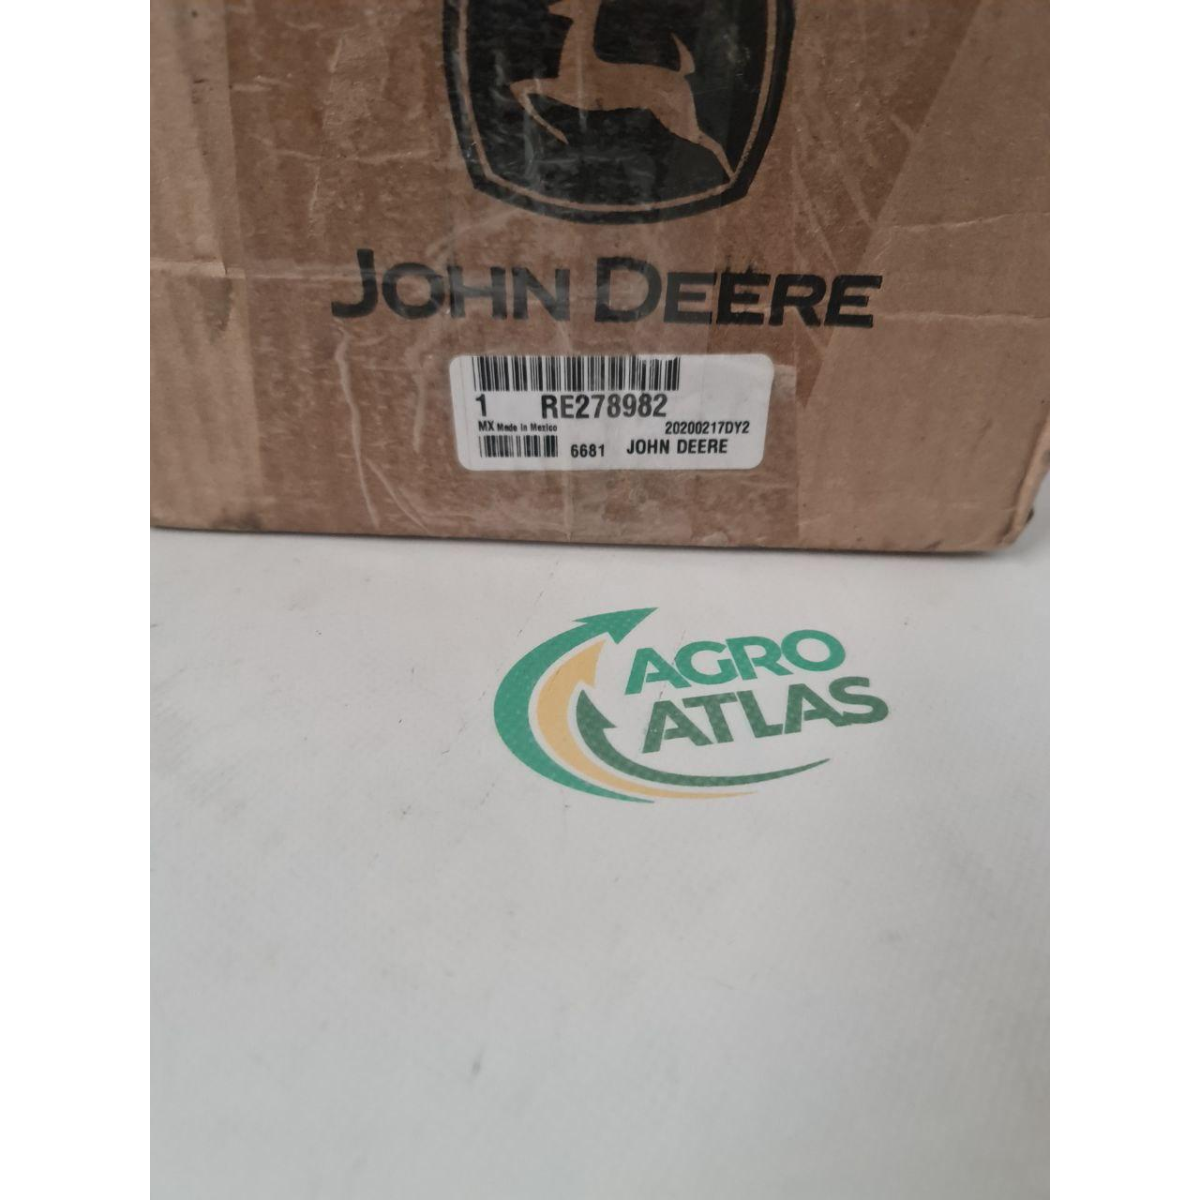 JOHN DEERE
1 RE278982
MX Made in Mexico 20200217DY2
6681 JOHN DEERE
AGRO
ATLAS